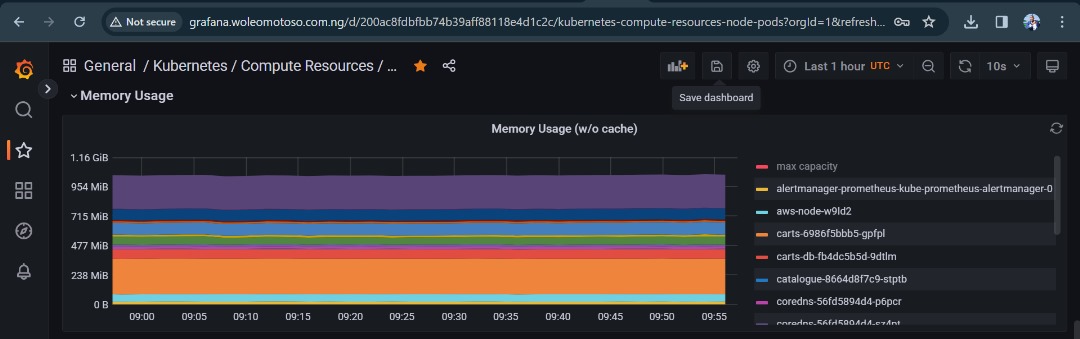 Not secure
grafana.woleomotoso.com.ng/d/200ac8fdbfbb74b39aff88118e4d1c2c/kubernetes-compute-resources-node-pods?orgId=1&refresh...
General / Kubernetes / Compute Resources / ...
Last 1 hour UTC
10s
Save dashboard
Memory Usage
Memory Usage (w/o cache)
1.16 GiB
954 MiB
715 MiB
477 MiB
238 MiB
0 B
09:00 09:05 09:10 09:15 09:20 09:25 09:30 09:35 09:40 09:45 09:50 09:55
max capacity
alertmanager-prometheus-kube-prometheus-alertmanager-0
aws-node-w9ld2
carts-6986f5bbb5-gpfpl
carts-db-fb4dc5b5d-9dtlm
catalogue-8664d8f7c9-stptb
coredns-56fd5894d4-p6pcr
coredns-56fd5894d4-sz4nt